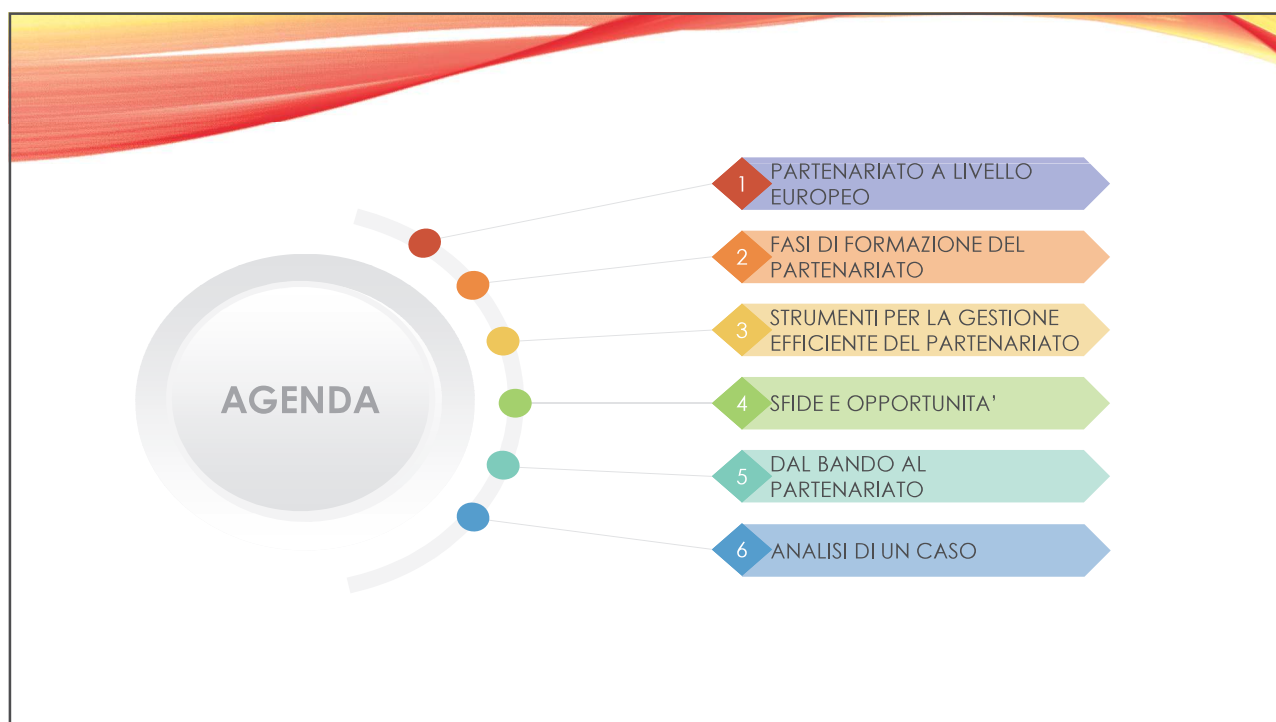 AGENDA
1
PARTENARIATO A LIVELLO
EUROPEO
2
FASI DI FORMAZIONE DEL
PARTENARIATO
3
STRUMENTI PER LA GESTIONE
EFFICIENTE DEL PARTENARIATO
4
SFIDE E OPPORTUNITA’
5
DAL BANDO AL
PARTENARIATO
6
ANALISI DI UN CASO